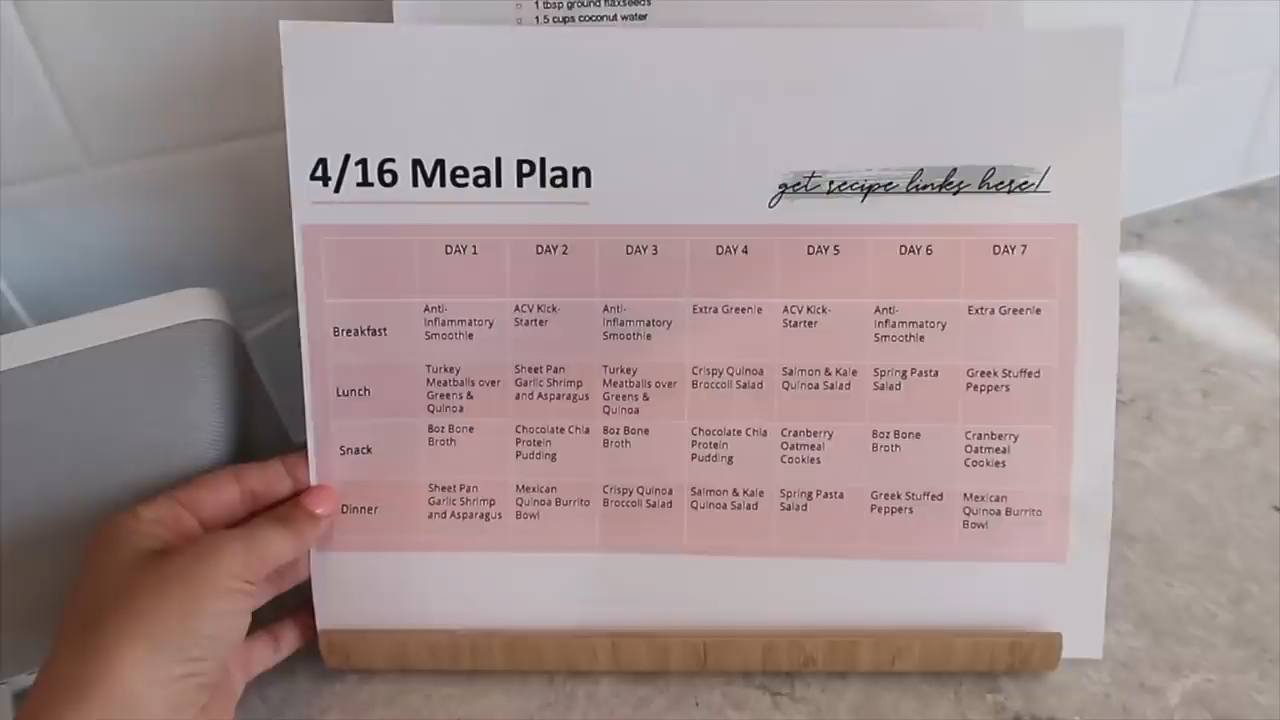 1 tbsp ground flaxseeds
1.5 cups coconut water
4/16 Meal Plan
get recipe links here!
DAY 1 DAY 2 DAY 3 DAY 4 DAY 5 DAY 6 DAY 7
Breakfast
Anti-
Inflammatory
Smoothie
ACV Kick-
Starter
Anti-
Inflammatory
Smoothie
Extra Greenie
ACV Kick-
Starter
Anti-
Inflammatory
Smoothie
Extra Greenie
Lunch
Turkey
Meatballs over
Greens &
Quinoa
Sheet Pan
Garlic Shrimp
and Asparagus
Turkey
Meatballs over
Greens &
Quinoa
Crispy Quinoa
Broccoli Salad
Salmon & Kale
Quinoa Salad
Spring Pasta
Salad
Greek Stuffed
Peppers
Snack
8oz Bone
Broth
Chocolate Chia
Protein
Pudding
8oz Bone
Broth
Chocolate Chia
Protein
Pudding
Cranberry
Oatmeal
Cookies
8oz Bone
Broth
Cranberry
Oatmeal
Cookies
Dinner
Sheet Pan
Garlic Shrimp
and Asparagus
Mexican
Quinoa Burrito
Bowl
Crispy Quinoa
Broccoli Salad
Salmon & Kale
Quinoa Salad
Spring Pasta
Salad
Greek Stuffed
Peppers
Mexican
Quinoa Burrito
Bowl